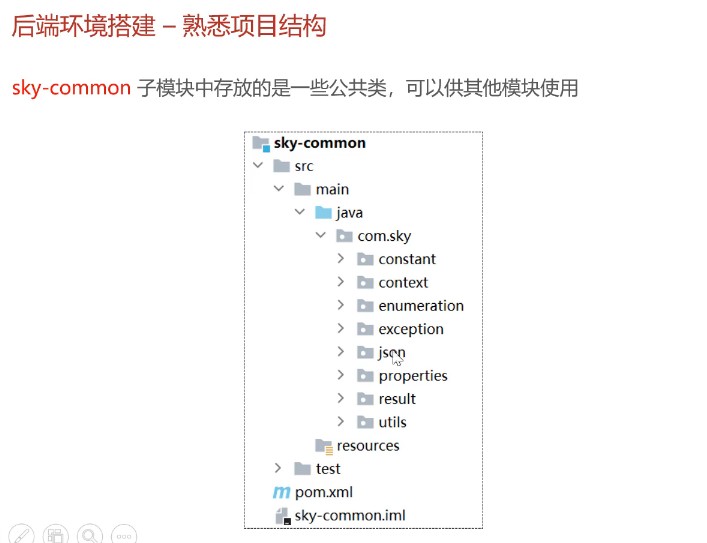 后端环境搭建 – 熟悉项目结构
sky-common 子模块中存放的是一些公共类，可以供其他模块使用
sky-common
src
main
java
com.sky
constant
context
enumeration
exception
json
properties
result
utils
resources
test
pom.xml
sky-common.iml